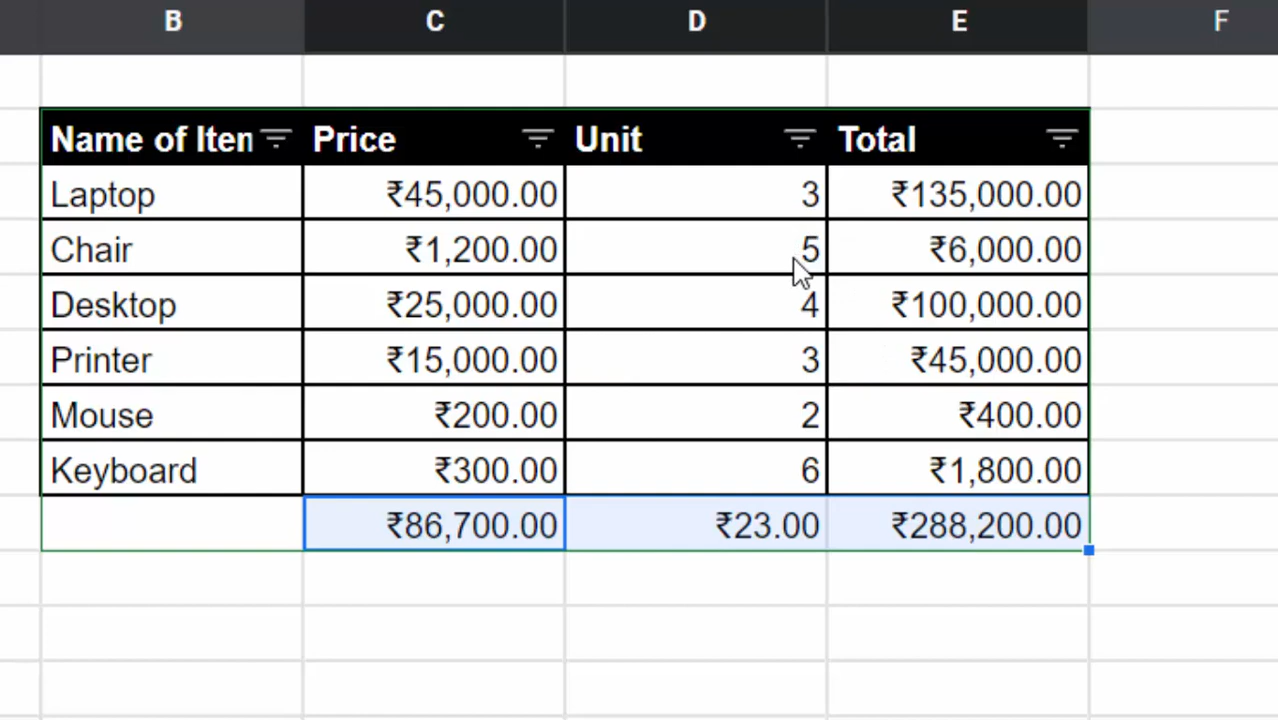 B C D E F
Name of Iten Price Unit Total
Laptop ₹45,000.00 3 ₹135,000.00
Chair ₹1,200.00 5 ₹6,000.00
Desktop ₹25,000.00 4 ₹100,000.00
Printer ₹15,000.00 3 ₹45,000.00
Mouse ₹200.00 2 ₹400.00
Keyboard ₹300.00 6 ₹1,800.00
₹86,700.00 ₹23.00 ₹288,200.00